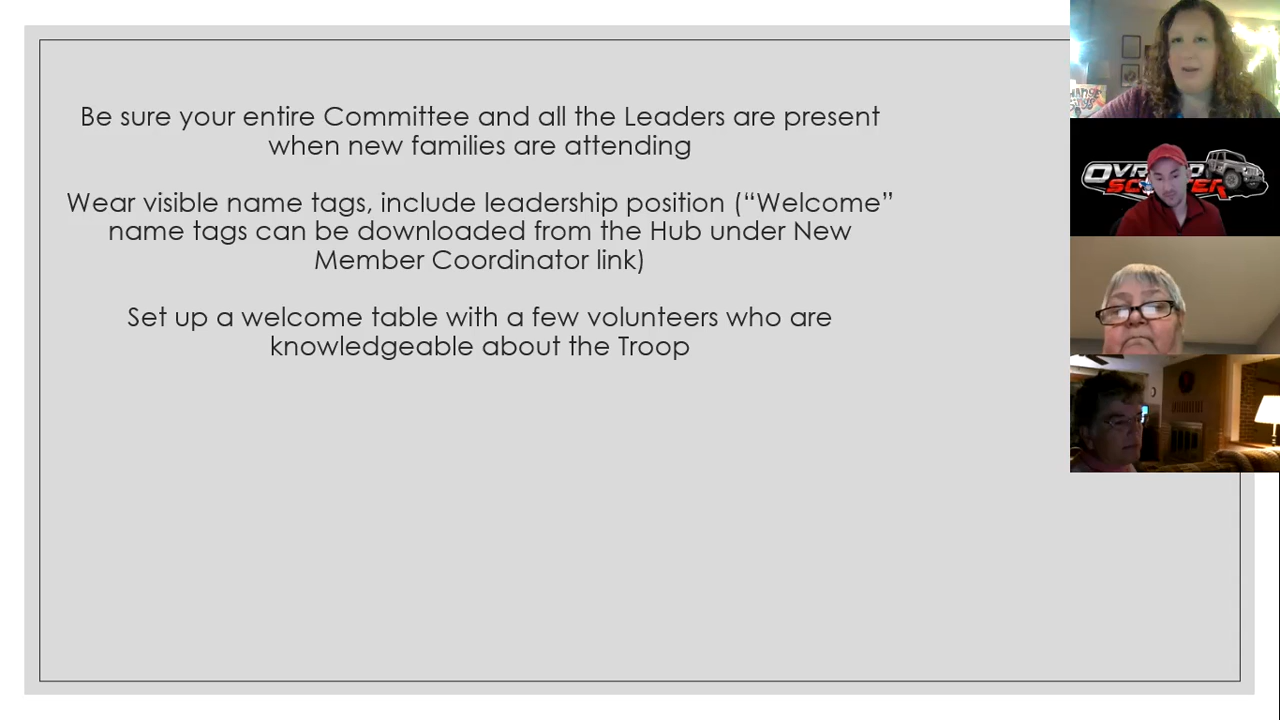 Be sure your entire Committee and all the Leaders are present
when new families are attending
Wear visible name tags, include leadership position (“Welcome”
name tags can be downloaded from the Hub under New
Member Coordinator link)
Set up a welcome table with a few volunteers who are
knowledgeable about the Troop